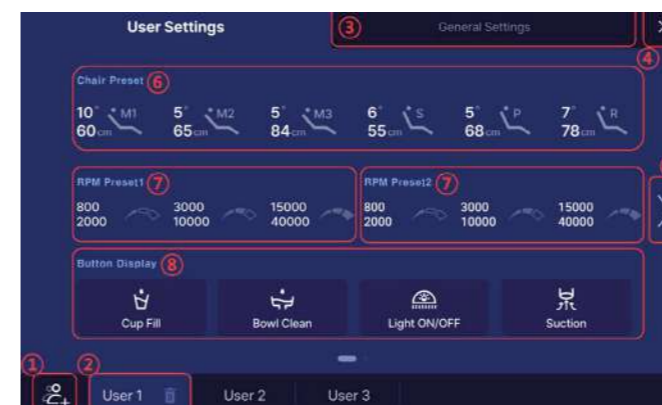 User Settings
③ General Settings
④
Chair Preset ⑥
10° M1 5° M2 5° M3 6° S 5° P 7° R
60cm 65cm 84cm 55cm 68cm 78cm
RPM Preset1 ⑦ RPM Preset2 ⑦
800 3000 15000 800 3000 15000
2000 10000 40000 2000 10000 40000
Button Display ⑧
Cup Fill Bowl Clean Light ON/OFF Suction
① ②
User 1 User 2 User 3